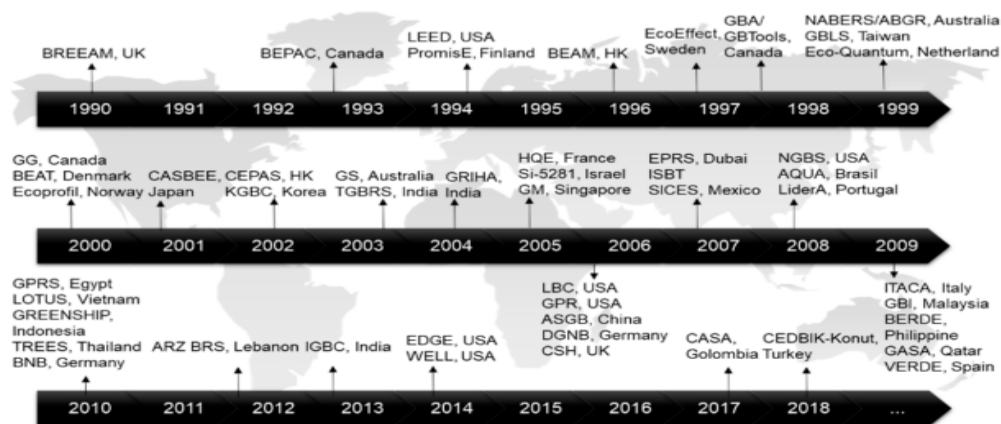 BREEAM, UK
BEPAC, Canada
LEED, USA
PromisE, Finland
BEAM, HK
EcoEffect,
Sweden
GBA/
GBTools,
Canada
NABERS/ABGR, Australia
GBLS, Taiwan
Eco-Quantum, Netherland
1990 1991 1992 1993 1994 1995 1996 1997 1998 1999
GG, Canada
BEAT, Denmark
Ecoprofil, Norway
CASBEE,
Japan
CEPAS, HK
KGBC, Korea
GS, Australia
TGBRS, India
GRIHA,
India
HQE, France
Si-5281, Israel
GM, Singapore
EPRS, Dubai
ISBT
SICES, Mexico
NGBS, USA
AQUA, Brasil
LiderA, Portugal
2000 2001 2002 2003 2004 2005 2006 2007 2008 2009
GPRS, Egypt
LOTUS, Vietnam
GREENSHIP,
Indonesia
TREES, Thailand
BNB, Germany
ARZ BRS, Lebanon
IGBC, India
EDGE, USA
WELL, USA
LBC, USA
GPR, USA
ASGB, China
DGNB, Germany
CSH, UK
CASA,
Golombia
CEDBIK-Konut,
Turkey
ITACA, Italy
GBI, Malaysia
BERDE,
Philippine
GASA, Qatar
VERDE, Spain
2010 2011 2012 2013 2014 2015 2016 2017 2018 ...